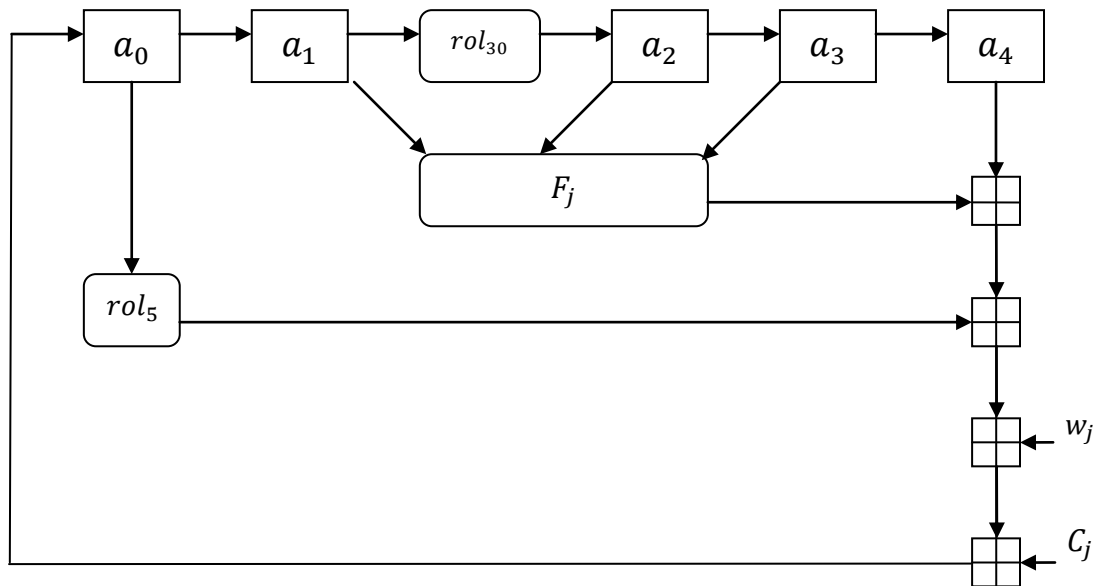 a₀ a₁ rol₃₀ a₂ a₃ a₄
Fⱼ
rol₅
wⱼ
Cⱼ